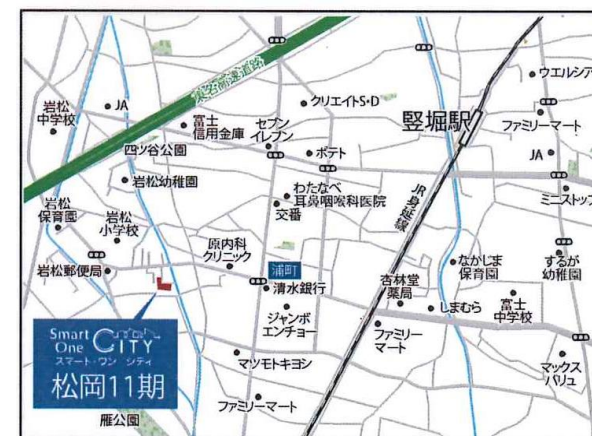 東名高速道路
ウエルシア
JA
クリエイトS・D
岩松
中学校
富士
信用金庫
セブン
イレブン
竪堀駅
ファミリーマート
四ツ谷公園
ポテト
JA
岩松幼稚園
わたなべ
耳鼻咽喉科医院
JR身延線
ミニストップ
岩松
保育園
交番
岩松
小学校
原内科
クリニック
浦町
なかじま
保育園
するが
幼稚園
岩松郵便局
清水銀行
杏林堂
薬局
しまむら
富士
中学校
ジャンボ
エンチョー
Smart
One CITY
スマート・ワン シティ
松岡11期
ファミリー
マート
マツモトキヨシ
マックス
バリュ
ファミリーマート
雁公園